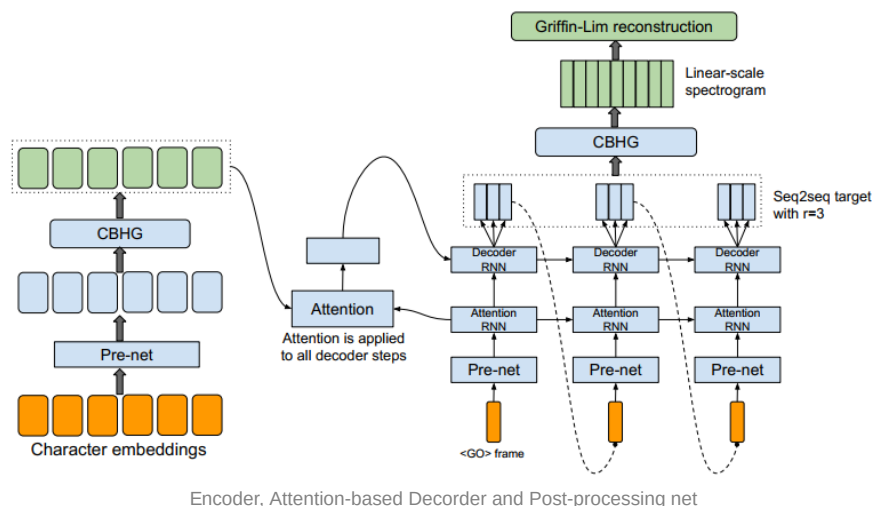 Griffin-Lim reconstruction
Linear-scale
spectrogram
CBHG
Seq2seq target
with r=3
CBHG
Decoder
RNN
Decoder
RNN
Decoder
RNN
Attention
Attention is applied
to all decoder steps
Attention
RNN
Attention
RNN
Attention
RNN
Pre-net
Pre-net
Pre-net
Pre-net
Character embeddings
<GO> frame
Encoder, Attention-based Decorder and Post-processing net